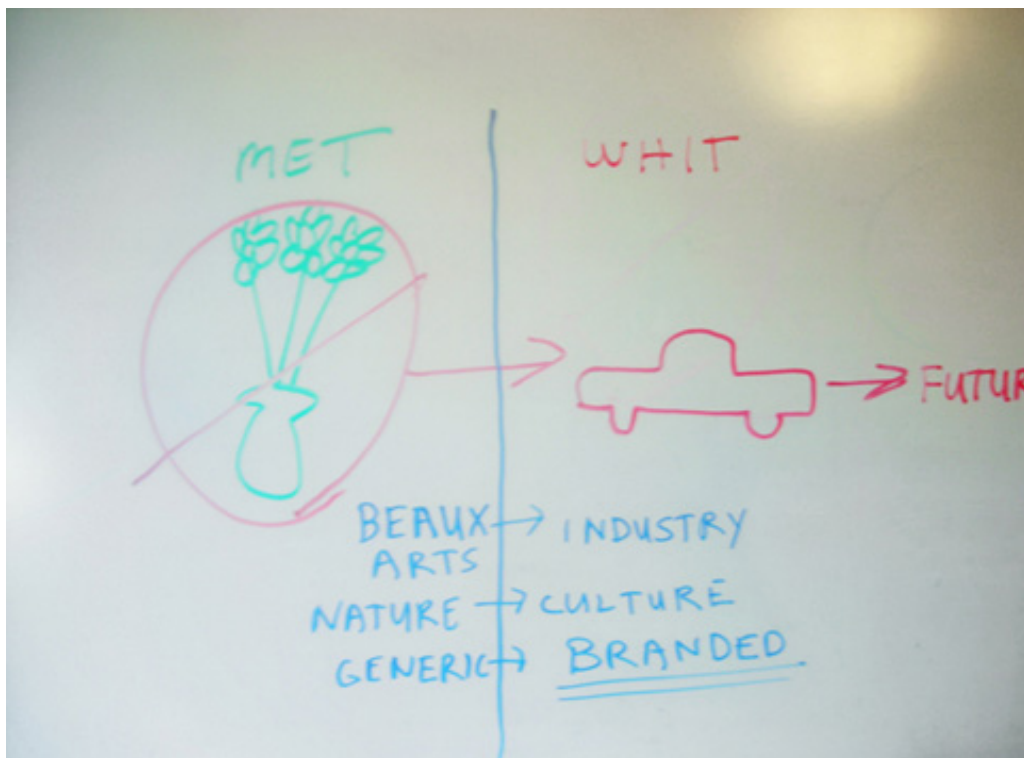 MET
WHIT
FUTUR
BEAUX → INDUSTRY
ARTS
NATURE → CULTURE
GENERIC → BRANDED